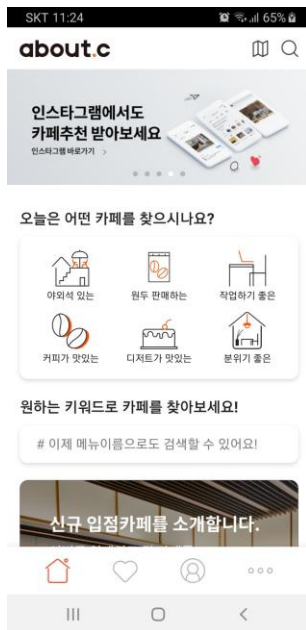 SKT 11:24
65%
about.c
인스타그램에서도
카페추천 받아보세요
인스타그램 바로가기 >
오늘은 어떤 카페를 찾으시나요?
야외석 있는 원두 판매하는 작업하기 좋은
커피가 맛있는 디저트가 맛있는 분위기 좋은
원하는 키워드로 카페를 찾아보세요!
# 이제 메뉴이름으로도 검색할 수 있어요!
신규 입점카페를 소개합니다.